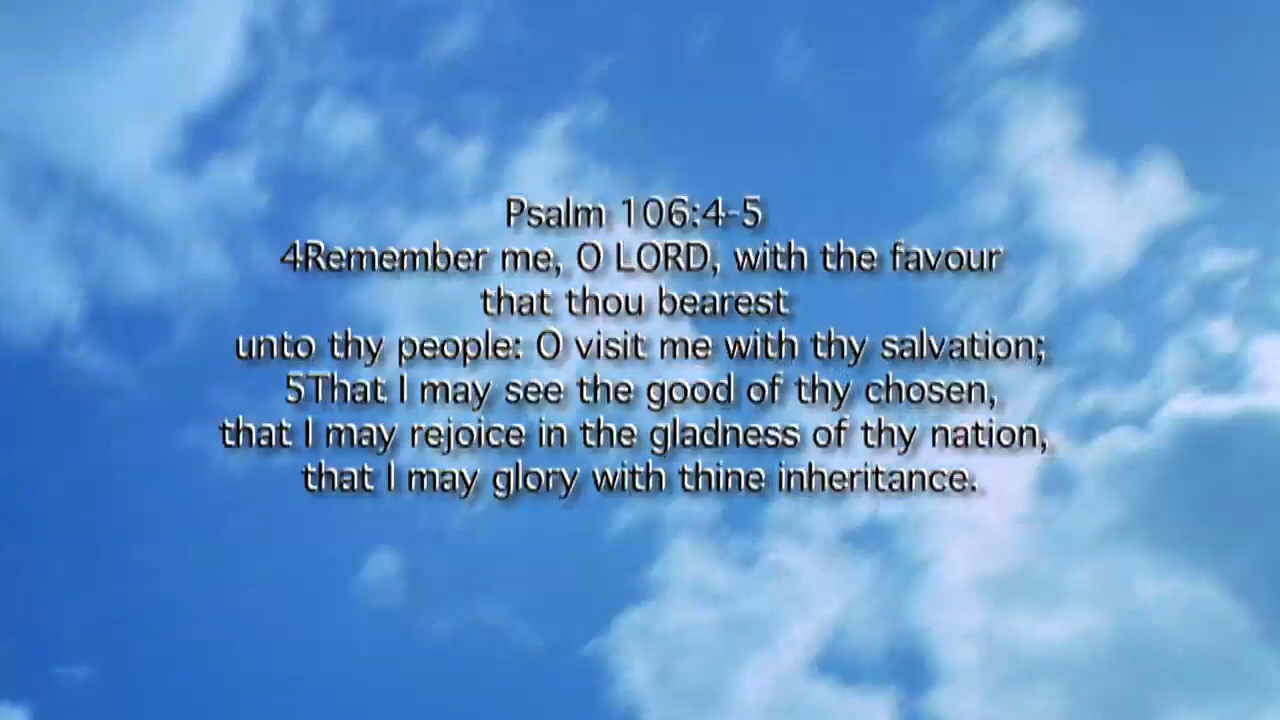 Psalm 106:4-5
4Remember me, O LORD, with the favour
that thou bearest
unto thy people: O visit me with thy salvation;
5That I may see the good of thy chosen,
that I may rejoice in the gladness of thy nation,
that I may glory with thine inheritance.